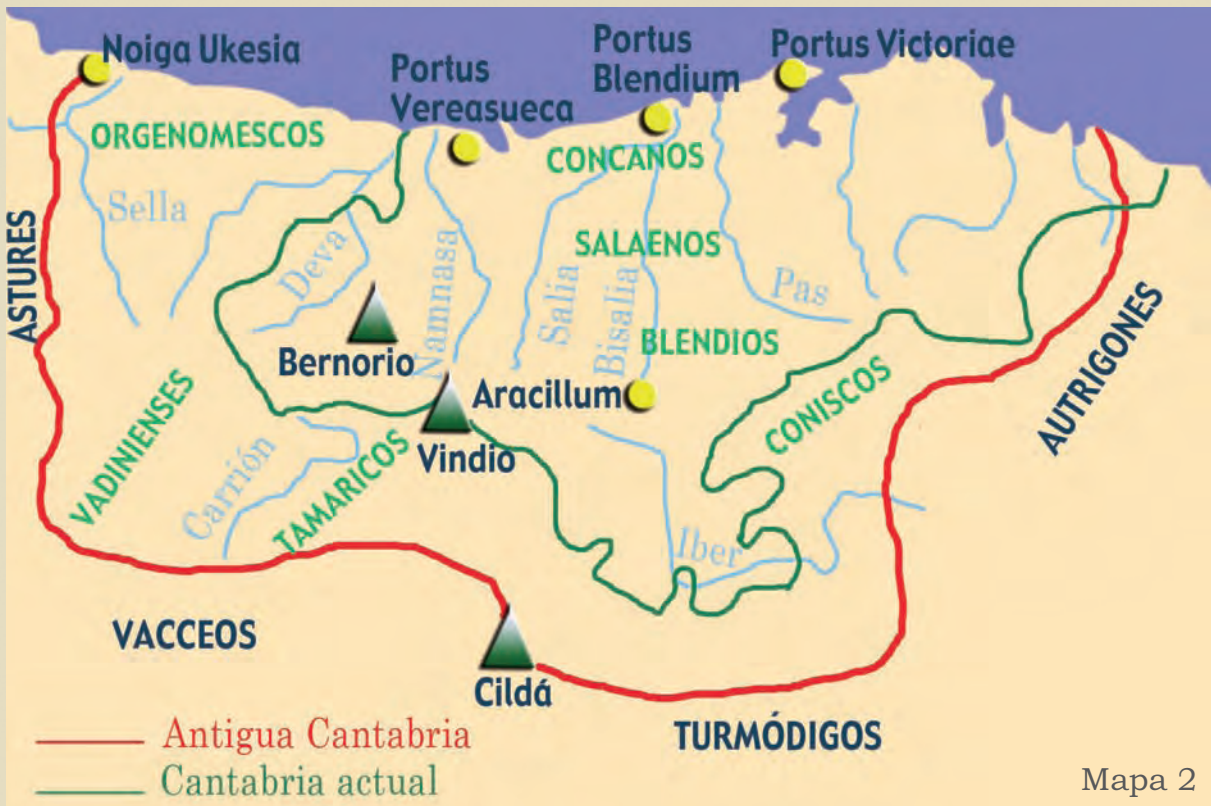 Noiga Ukesia
Portus
Vereasueca
Portus
Blendium
Portus Victoriae
ORGENOMESCOS
CONCANOS
Sella
ASTURES
Deva
Nannasa
Salia
Bisalia
SALAENOS
Pas
Bernorio
BLENDIOS
Aracillum
CONISCOS
AUTRIGONES
VADINIENSES
Carrión
TAMARICOS
Vindio
Iber
VACCEOS
Cildá
TURMÓDIGOS
Antigua Cantabria
Cantabria actual
Mapa 2